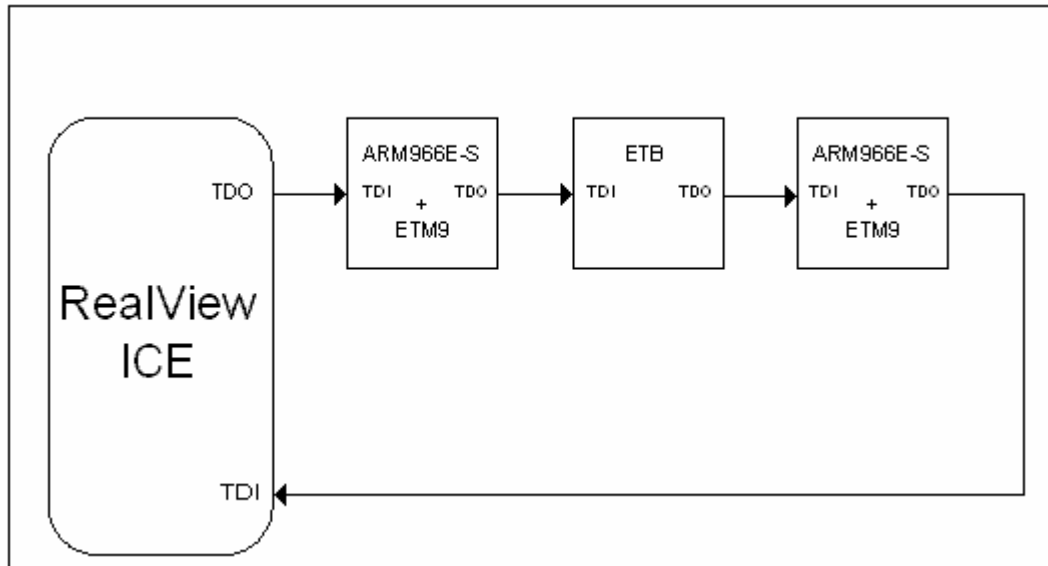 ARM966E-S
ETB
ARM966E-S
TDO
TDI
TDO
TDI
TDO
TDI
TDO
+
ETM9
+
ETM9
RealView
ICE
TDI